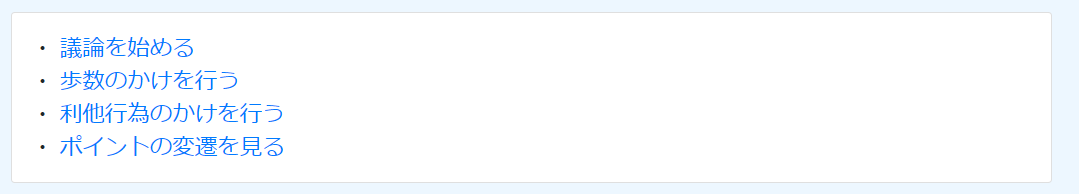 ・ 議論を始める
・ 歩数のかけを行う
・ 利他行為のかけを行う
・ ポイントの変遷を見る